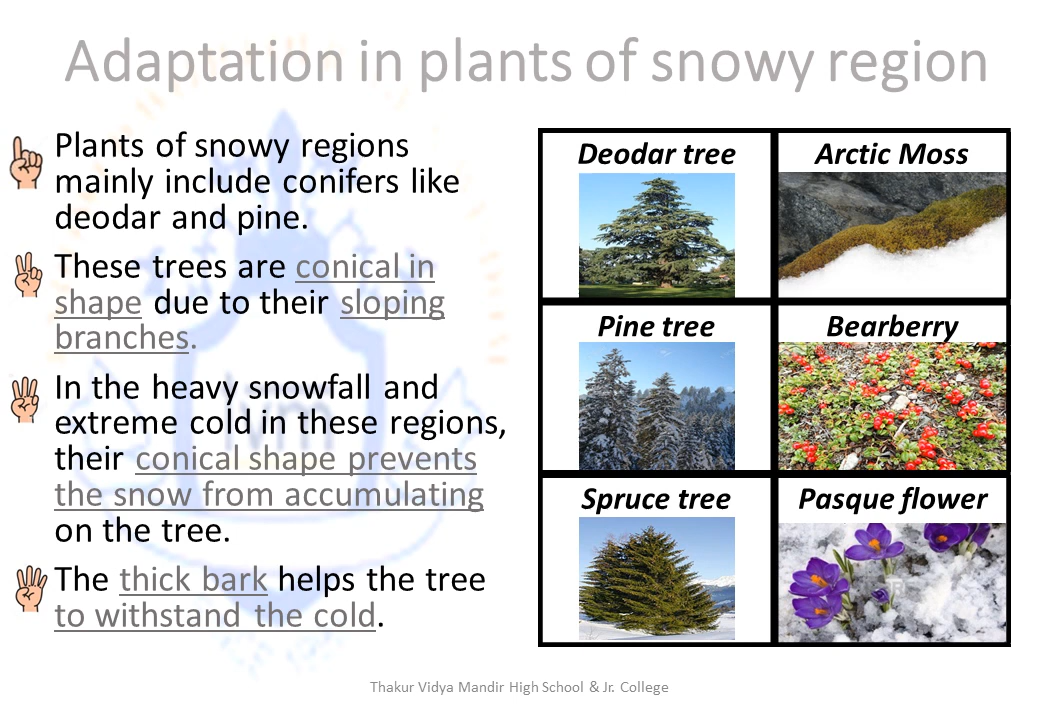 Adaptation in plants of snowy region
Plants of snowy regions
mainly include conifers like
deodar and pine.
These trees are conical in
shape due to their sloping
branches.
In the heavy snowfall and
extreme cold in these regions,
their conical shape prevents
the snow from accumulating
on the tree.
The thick bark helps the tree
to withstand the cold.
Deodar tree
Arctic Moss
Pine tree
Bearberry
Spruce tree
Pasque flower
Thakur Vidya Mandir High School & Jr. College